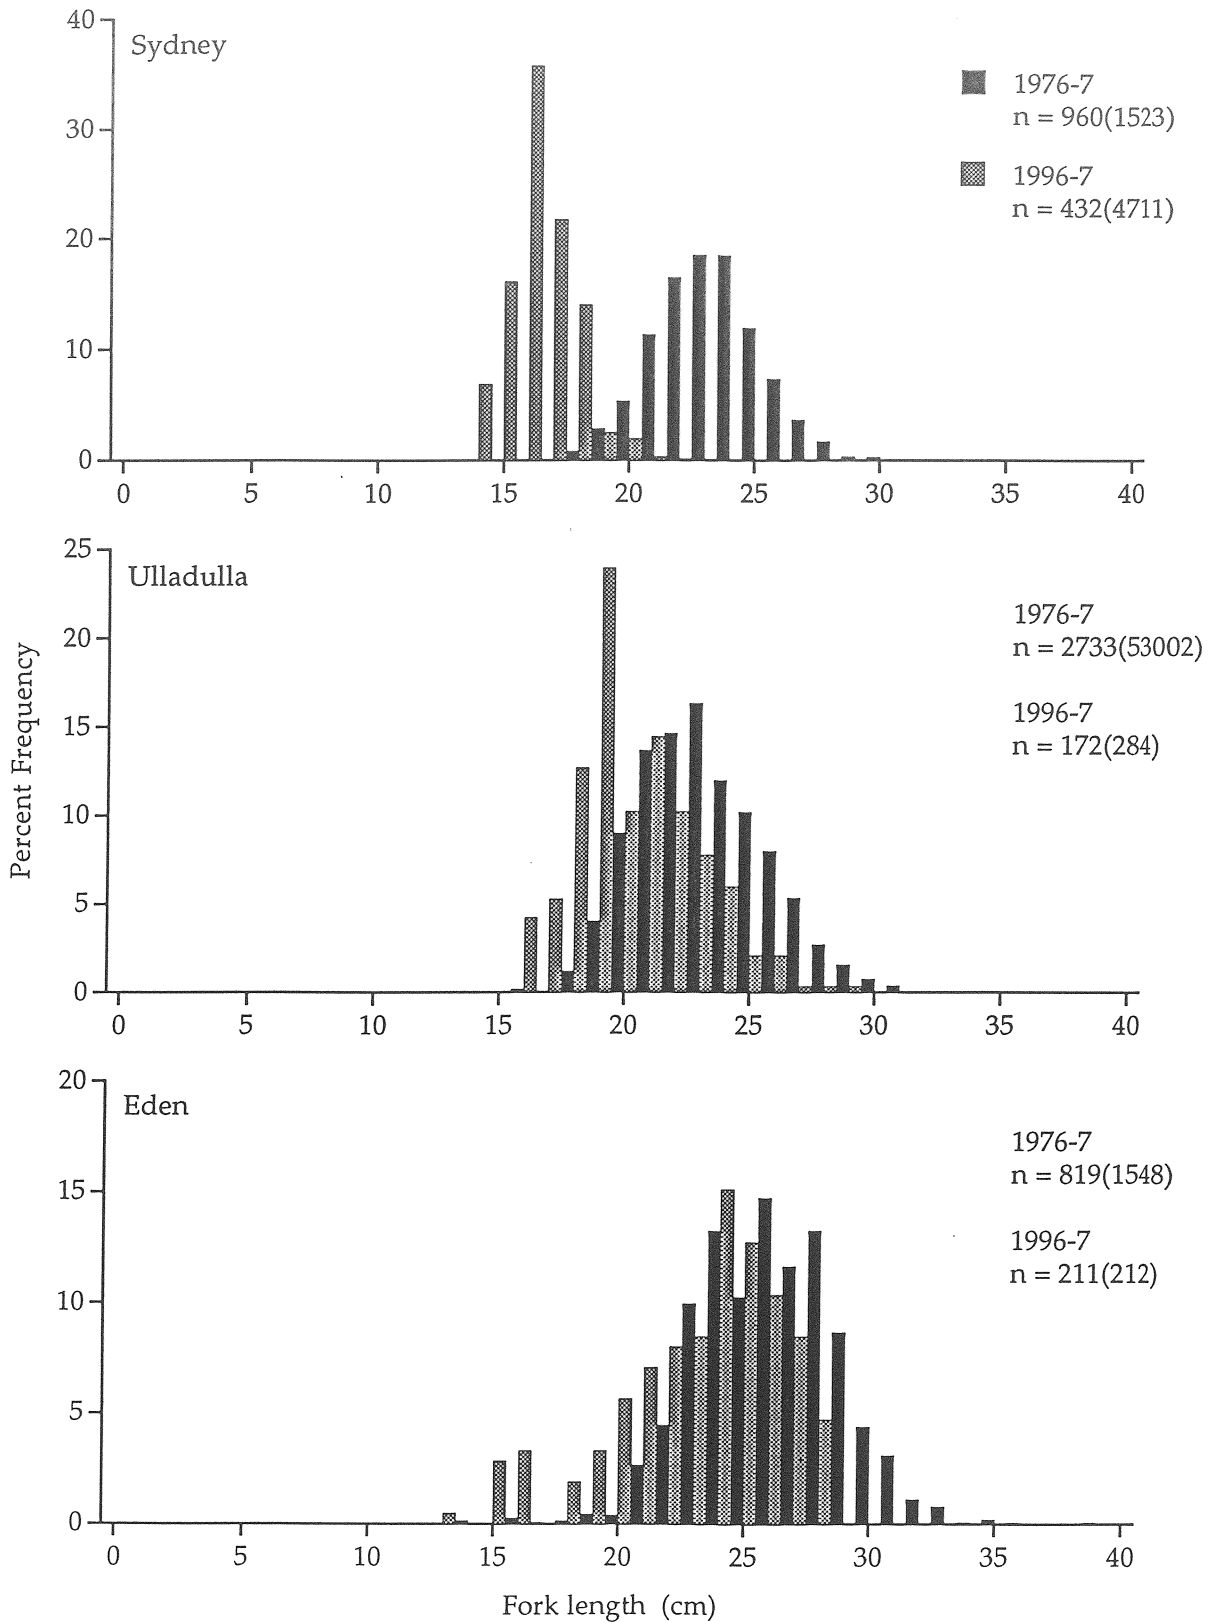 Sydney
40
30
20
10
0
0 5 10 15 20 25 30 35 40
1976-7
n = 960(1523)
1996-7
n = 432(4711)
Percent Frequency
Ulladulla
25
20
15
10
5
0
0 5 10 15 20 25 30 35 40
1976-7
n = 2733(53002)
1996-7
n = 172(284)
Eden
20
15
10
5
0
0 5 10 15 20 25 30 35 40
1976-7
n = 819(1548)
1996-7
n = 211(212)
Fork length (cm)